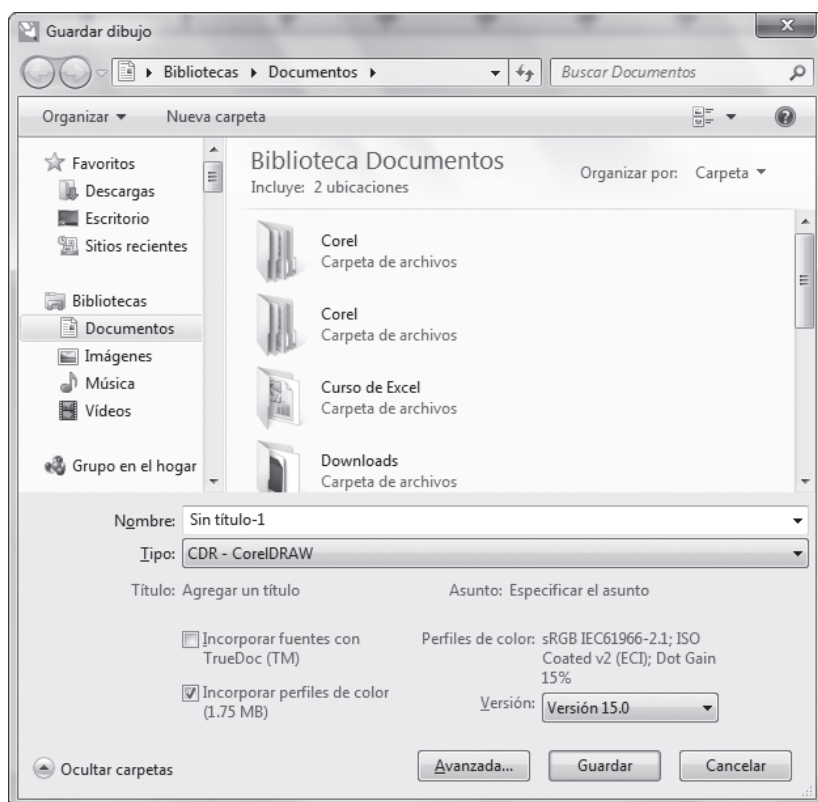 Guardar dibujo
Bibliotecas Documentos
Buscar Documentos
Organizar Nueva carpeta
Favoritos
Descargas
Escritorio
Sitios recientes
Bibliotecas
Documentos
Imágenes
Música
Vídeos
Grupo en el hogar
Biblioteca Documentos
Incluye: 2 ubicaciones
Organizar por: Carpeta
Corel
Carpeta de archivos
Corel
Carpeta de archivos
Curso de Excel
Carpeta de archivos
Downloads
Carpeta de archivos
Nombre: Sin título-1
Tipo: CDR - CorelDRAW
Título: Agregar un título
Asunto: Especificar el asunto
Incorporar fuentes con
TrueDoc (TM)
Incorporar perfiles de color
(1.75 MB)
Perfiles de color: sRGB IEC61966-2.1; ISO
Coated v2 (ECI); Dot Gain
15%
Versión: Versión 15.0
Ocultar carpetas
Avanzada... Guardar Cancelar